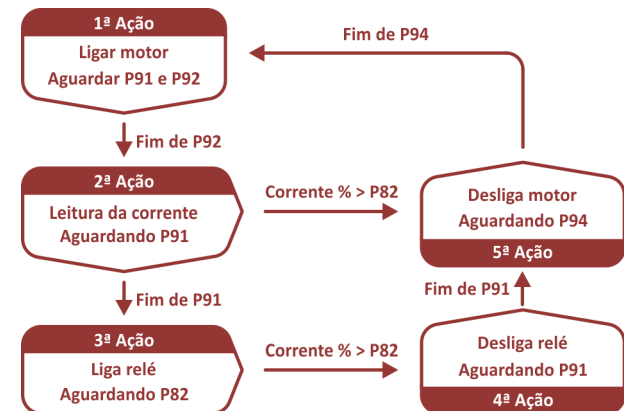 1ª Ação
Ligar motor
Aguardar P91 e P92
Fim de P94
Fim de P92
2ª Ação
Leitura da corrente
Aguardando P91
Corrente % > P82
Desliga motor
Aguardando P94
5ª Ação
Fim de P91
Fim de P91
3ª Ação
Liga relé
Aguardando P82
Corrente % > P82
Desliga relé
Aguardando P91
4ª Ação